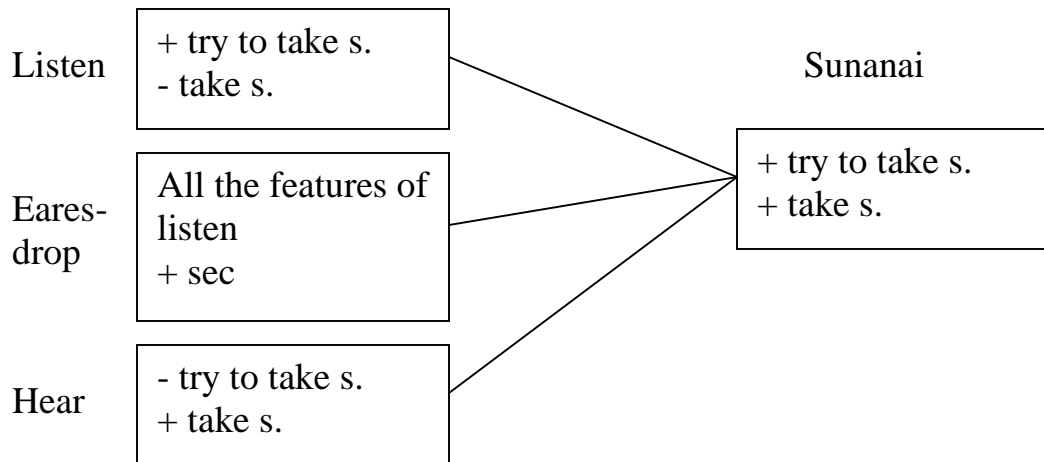 Listen
+ try to take s.
- take s.
Sunanai
Eares-
drop
All the features of
listen
+ sec
+ try to take s.
+ take s.
Hear
- try to take s.
+ take s.